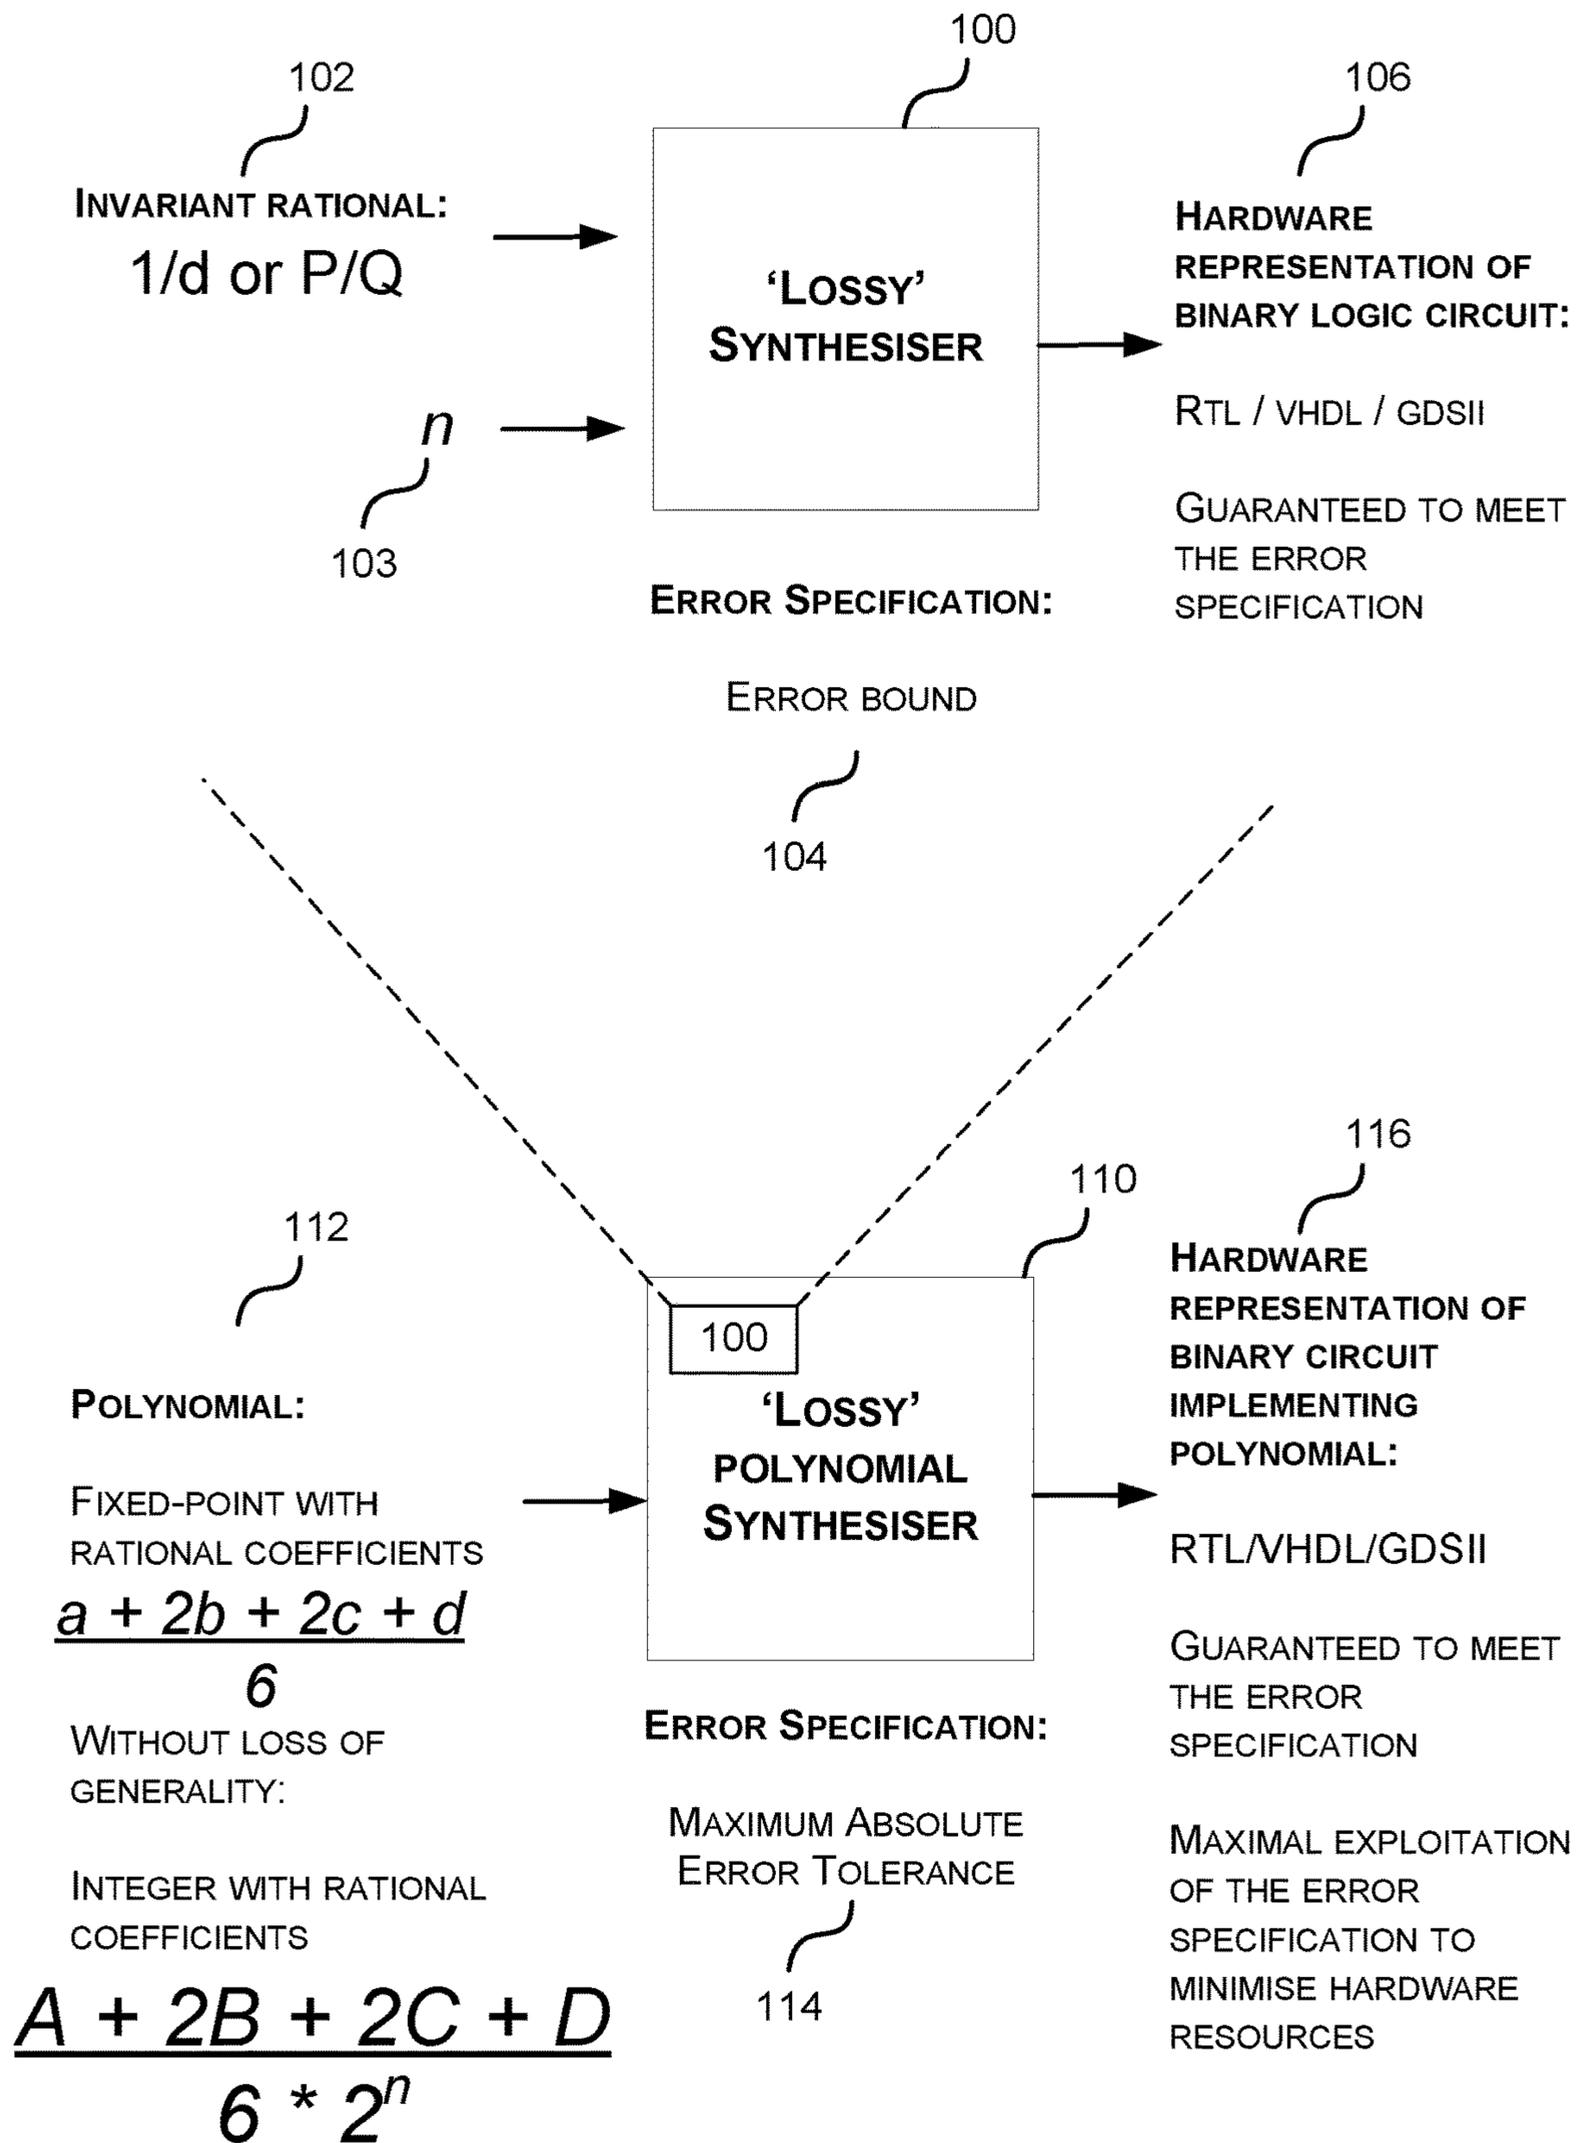 100
102
106
INVARIANT RATIONAL:
1/d or P/Q
n
103
‘LOSSY’
SYNTHESISER
HARDWARE
REPRESENTATION OF
BINARY LOGIC CIRCUIT:
RTL / VHDL / GDSII
GUARANTEED TO MEET
THE ERROR
SPECIFICATION
ERROR SPECIFICATION:
ERROR BOUND
104
112
POLYNOMIAL:
FIXED-POINT WITH
RATIONAL COEFFICIENTS
a + 2b + 2c + d
6
WITHOUT LOSS OF
GENERALITY:
INTEGER WITH RATIONAL
COEFFICIENTS
A + 2B + 2C + D
6 * 2ⁿ
110
100
‘LOSSY’
POLYNOMIAL
SYNTHESISER
ERROR SPECIFICATION:
MAXIMUM ABSOLUTE
ERROR TOLERANCE
114
116
HARDWARE
REPRESENTATION OF
BINARY CIRCUIT
IMPLEMENTING
POLYNOMIAL:
RTL/VHDL/GDSII
GUARANTEED TO MEET
THE ERROR
SPECIFICATION
MAXIMAL EXPLOITATION
OF THE ERROR
SPECIFICATION TO
MINIMISE HARDWARE
RESOURCES